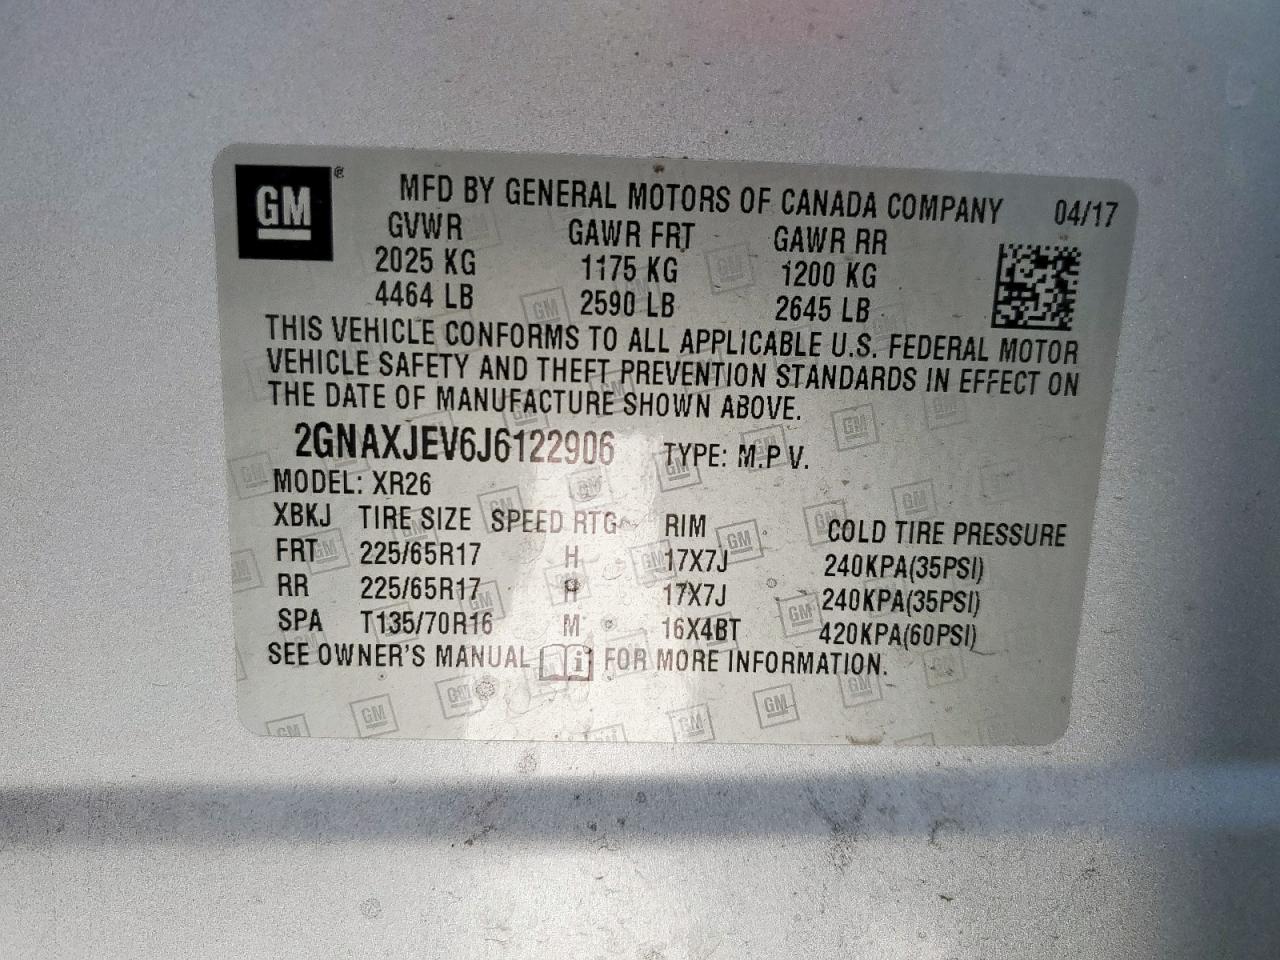 GM ® MFD BY GENERAL MOTORS OF CANADA COMPANY 04/17
GVWR GAWR FRT GAWR RR
2025 KG 1175 KG 1200 KG
4464 LB 2590 LB 2645 LB
THIS VEHICLE CONFORMS TO ALL APPLICABLE U.S. FEDERAL MOTOR
VEHICLE SAFETY AND THEFT PREVENTION STANDARDS IN EFFECT ON
THE DATE OF MANUFACTURE SHOWN ABOVE.
2GNAXJEV6J6122906 TYPE: M.P V.
MODEL: XR26
XBKJ TIRE SIZE SPEED RTG RIM COLD TIRE PRESSURE
FRT 225/65R17 H 17X7J 240KPA(35PSI)
RR 225/65R17 H 17X7J 240KPA(35PSI)
SPA T135/70R16 M 16X4BT 420KPA(60PSI)
SEE OWNER'S MANUAL i FOR MORE INFORMATION.